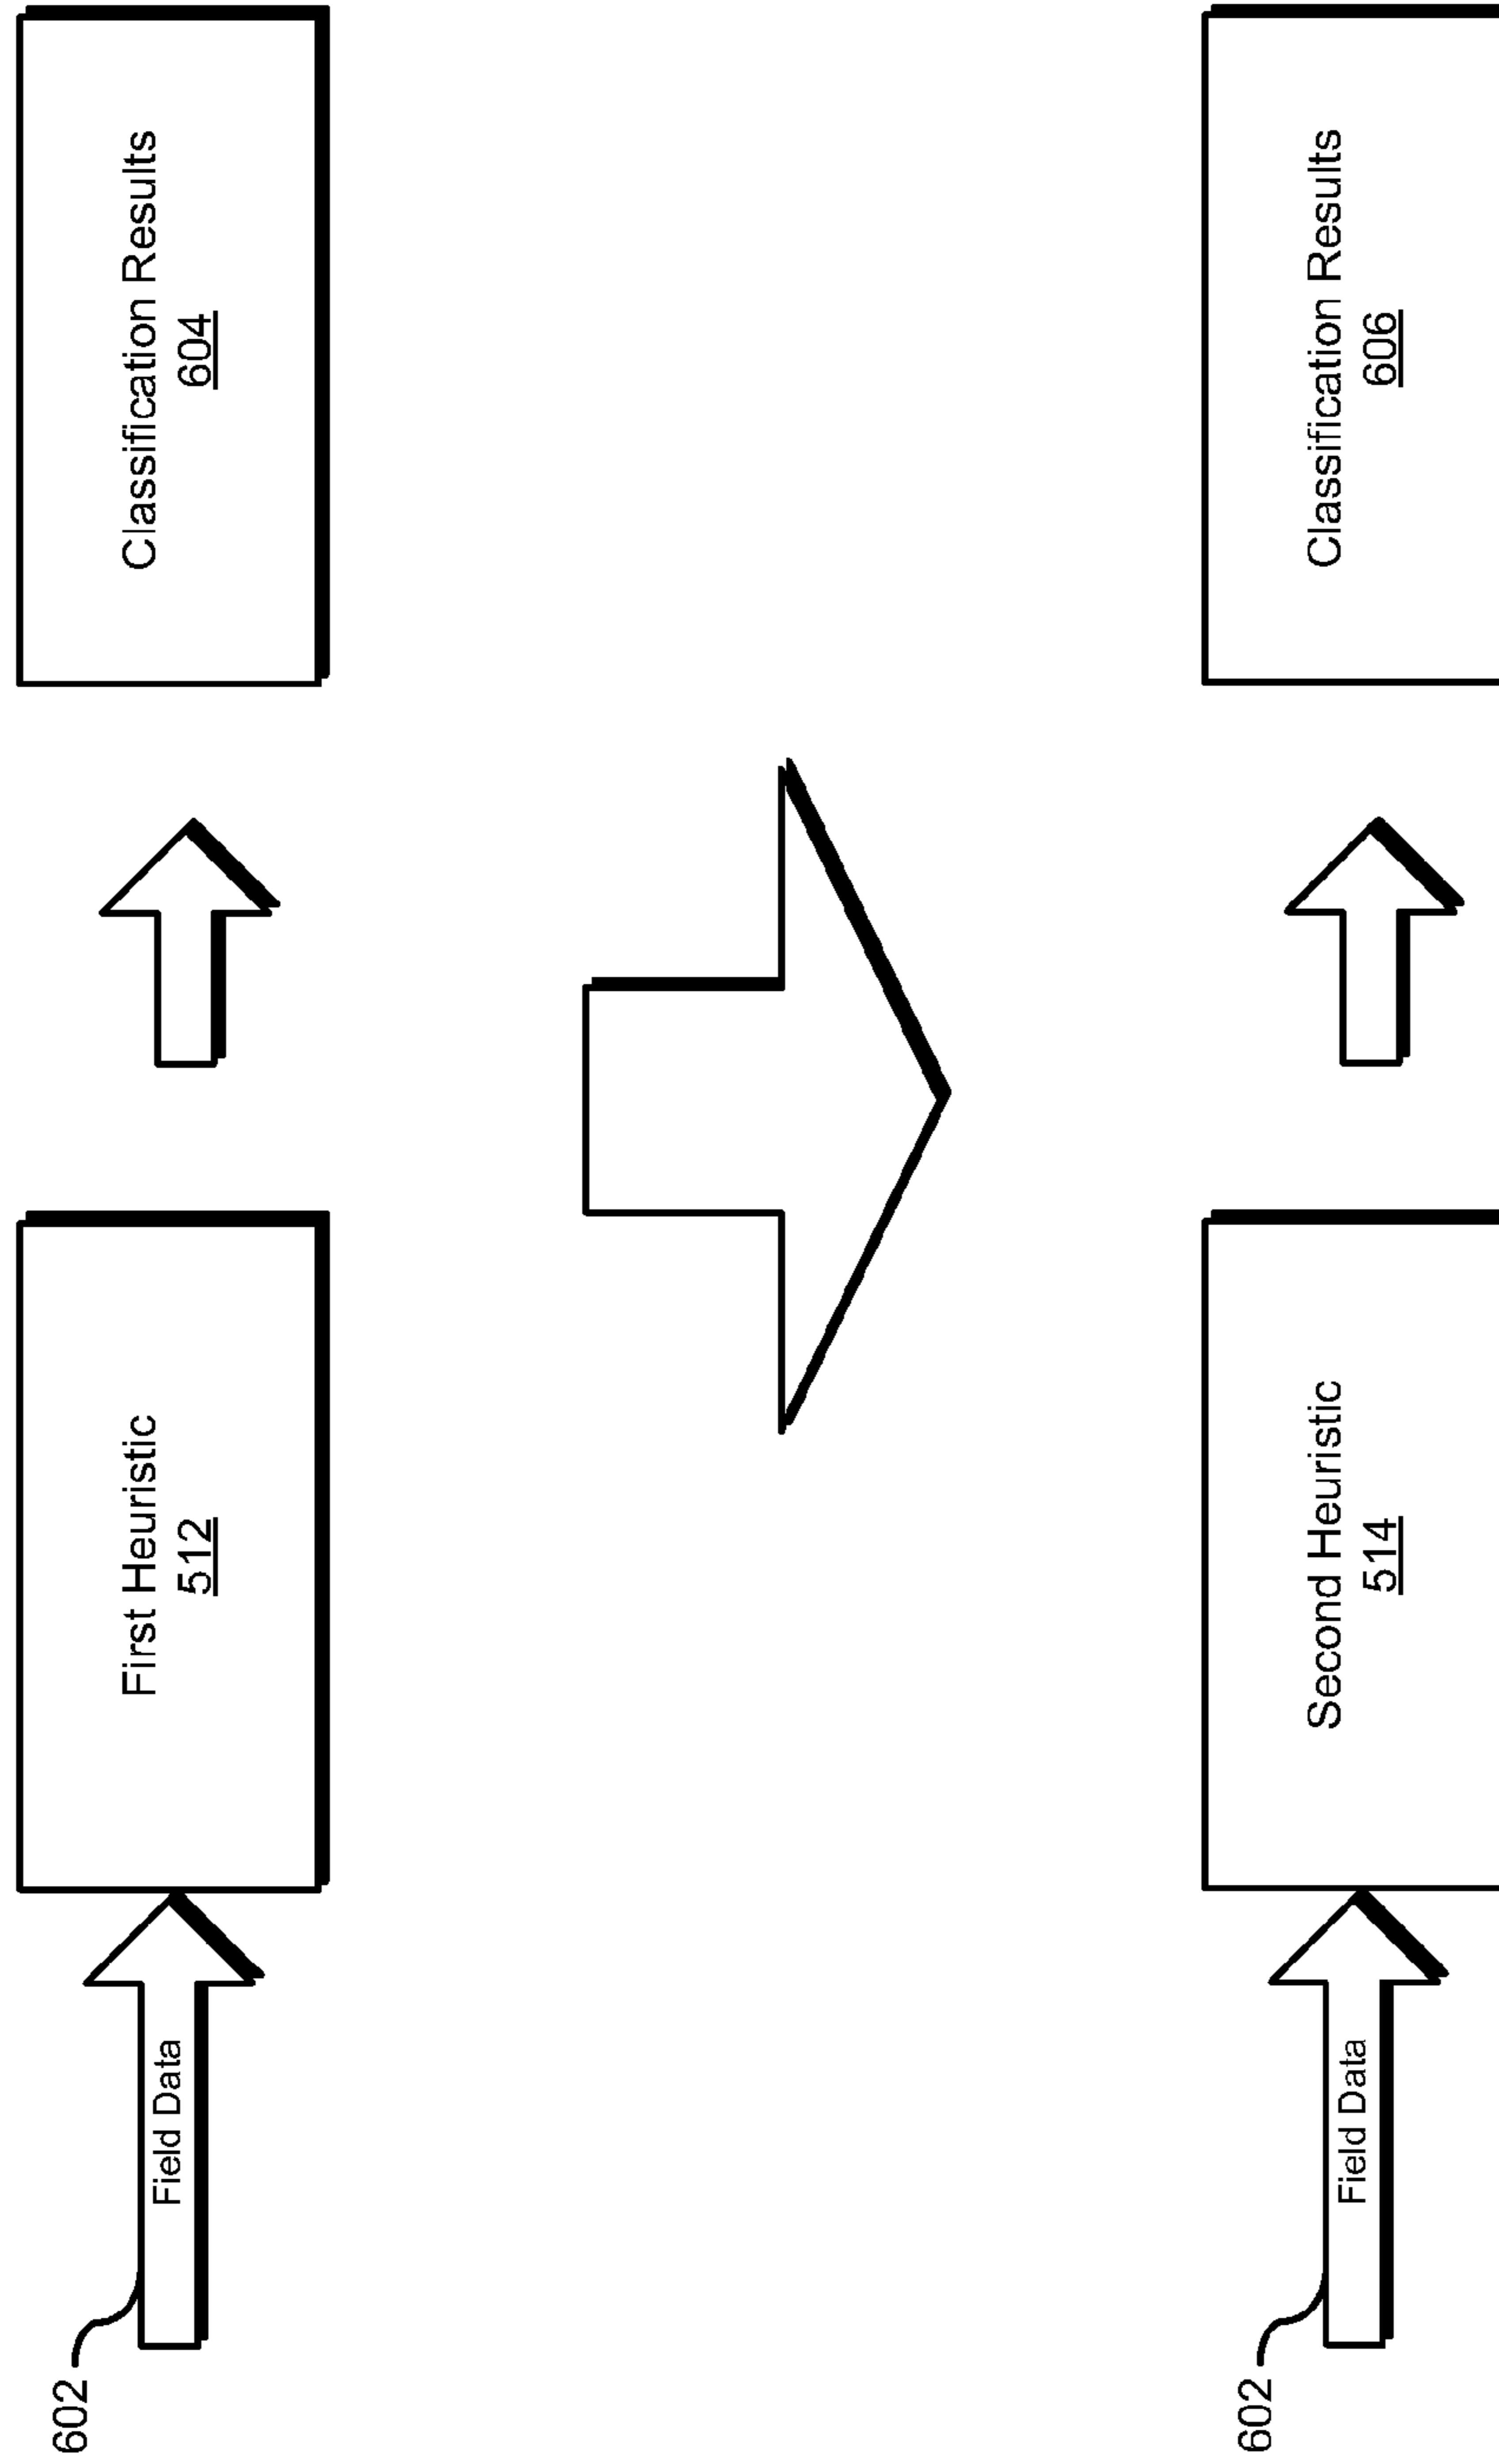 602
Field Data
First Heuristic
512
Classification Results
604
602
Field Data
Second Heuristic
514
Classification Results
606